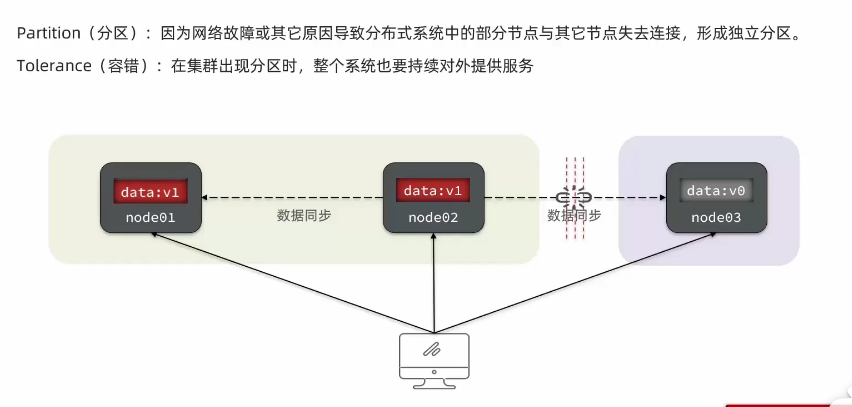 Partition（分区）：因为网络故障或其它原因导致分布式系统中的部分节点与其它节点失去连接，形成独立分区。
Tolerance（容错）：在集群出现分区时，整个系统也要持续对外提供服务
data:v1
node01
数据同步
data:v1
node02
数据同步
data:v0
node03